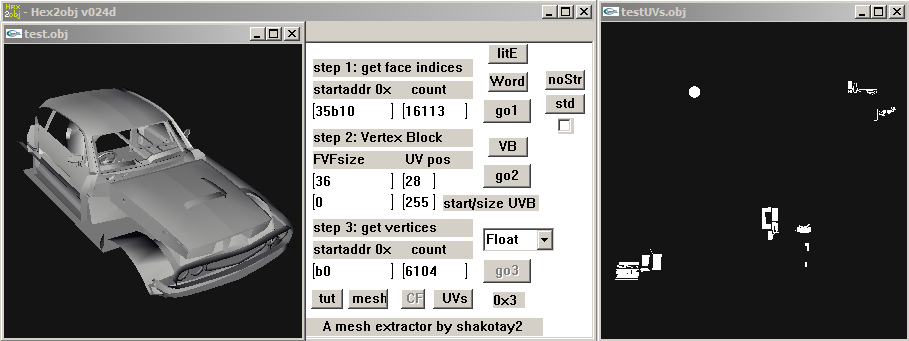 Hex
2obj
- Hex2obj v024d
test.obj
testUVs.obj
litE
step 1: get face indices
Word
noStr
startaddr 0x count
std
[35b10 ] [16113 ]
go1
step 2: Vertex Block
VB
FVFsize UV pos
go2
[36 ] [28 ]
[0 ] [255 ] start/size UVB
step 3: get vertices
Float
startaddr 0x count
[b0 ] [6104 ]
go3
tut mesh CF UVs 0x3
A mesh extractor by shakotay2